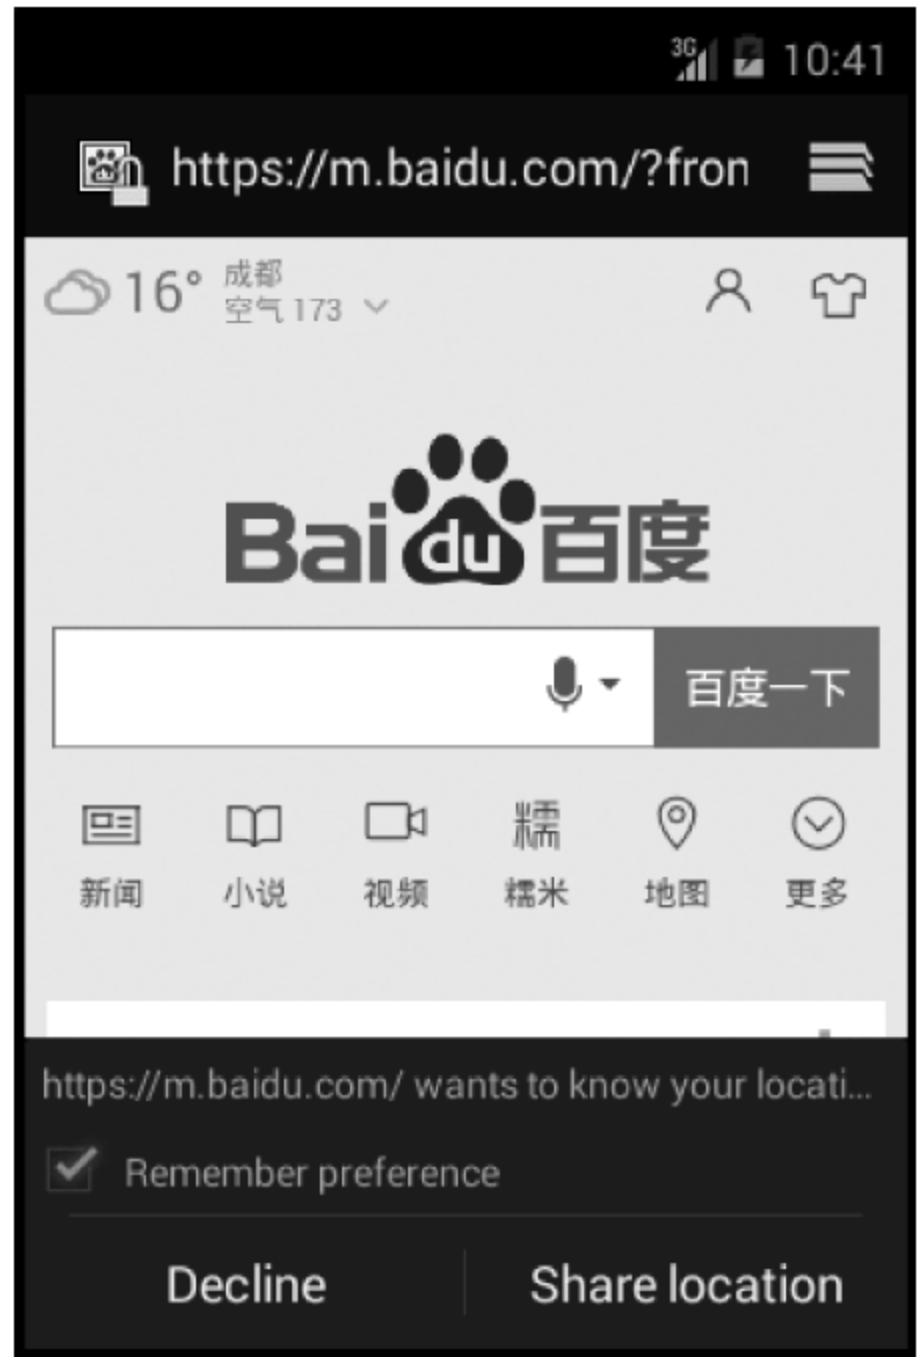 3G 10:41
https://m.baidu.com/?fron
16° 成都
空气 173
Bai du 百度
百度一下
糯
新闻 小说 视频 糯米 地图 更多
https://m.baidu.com/ wants to know your locati...
Remember preference
Decline Share location